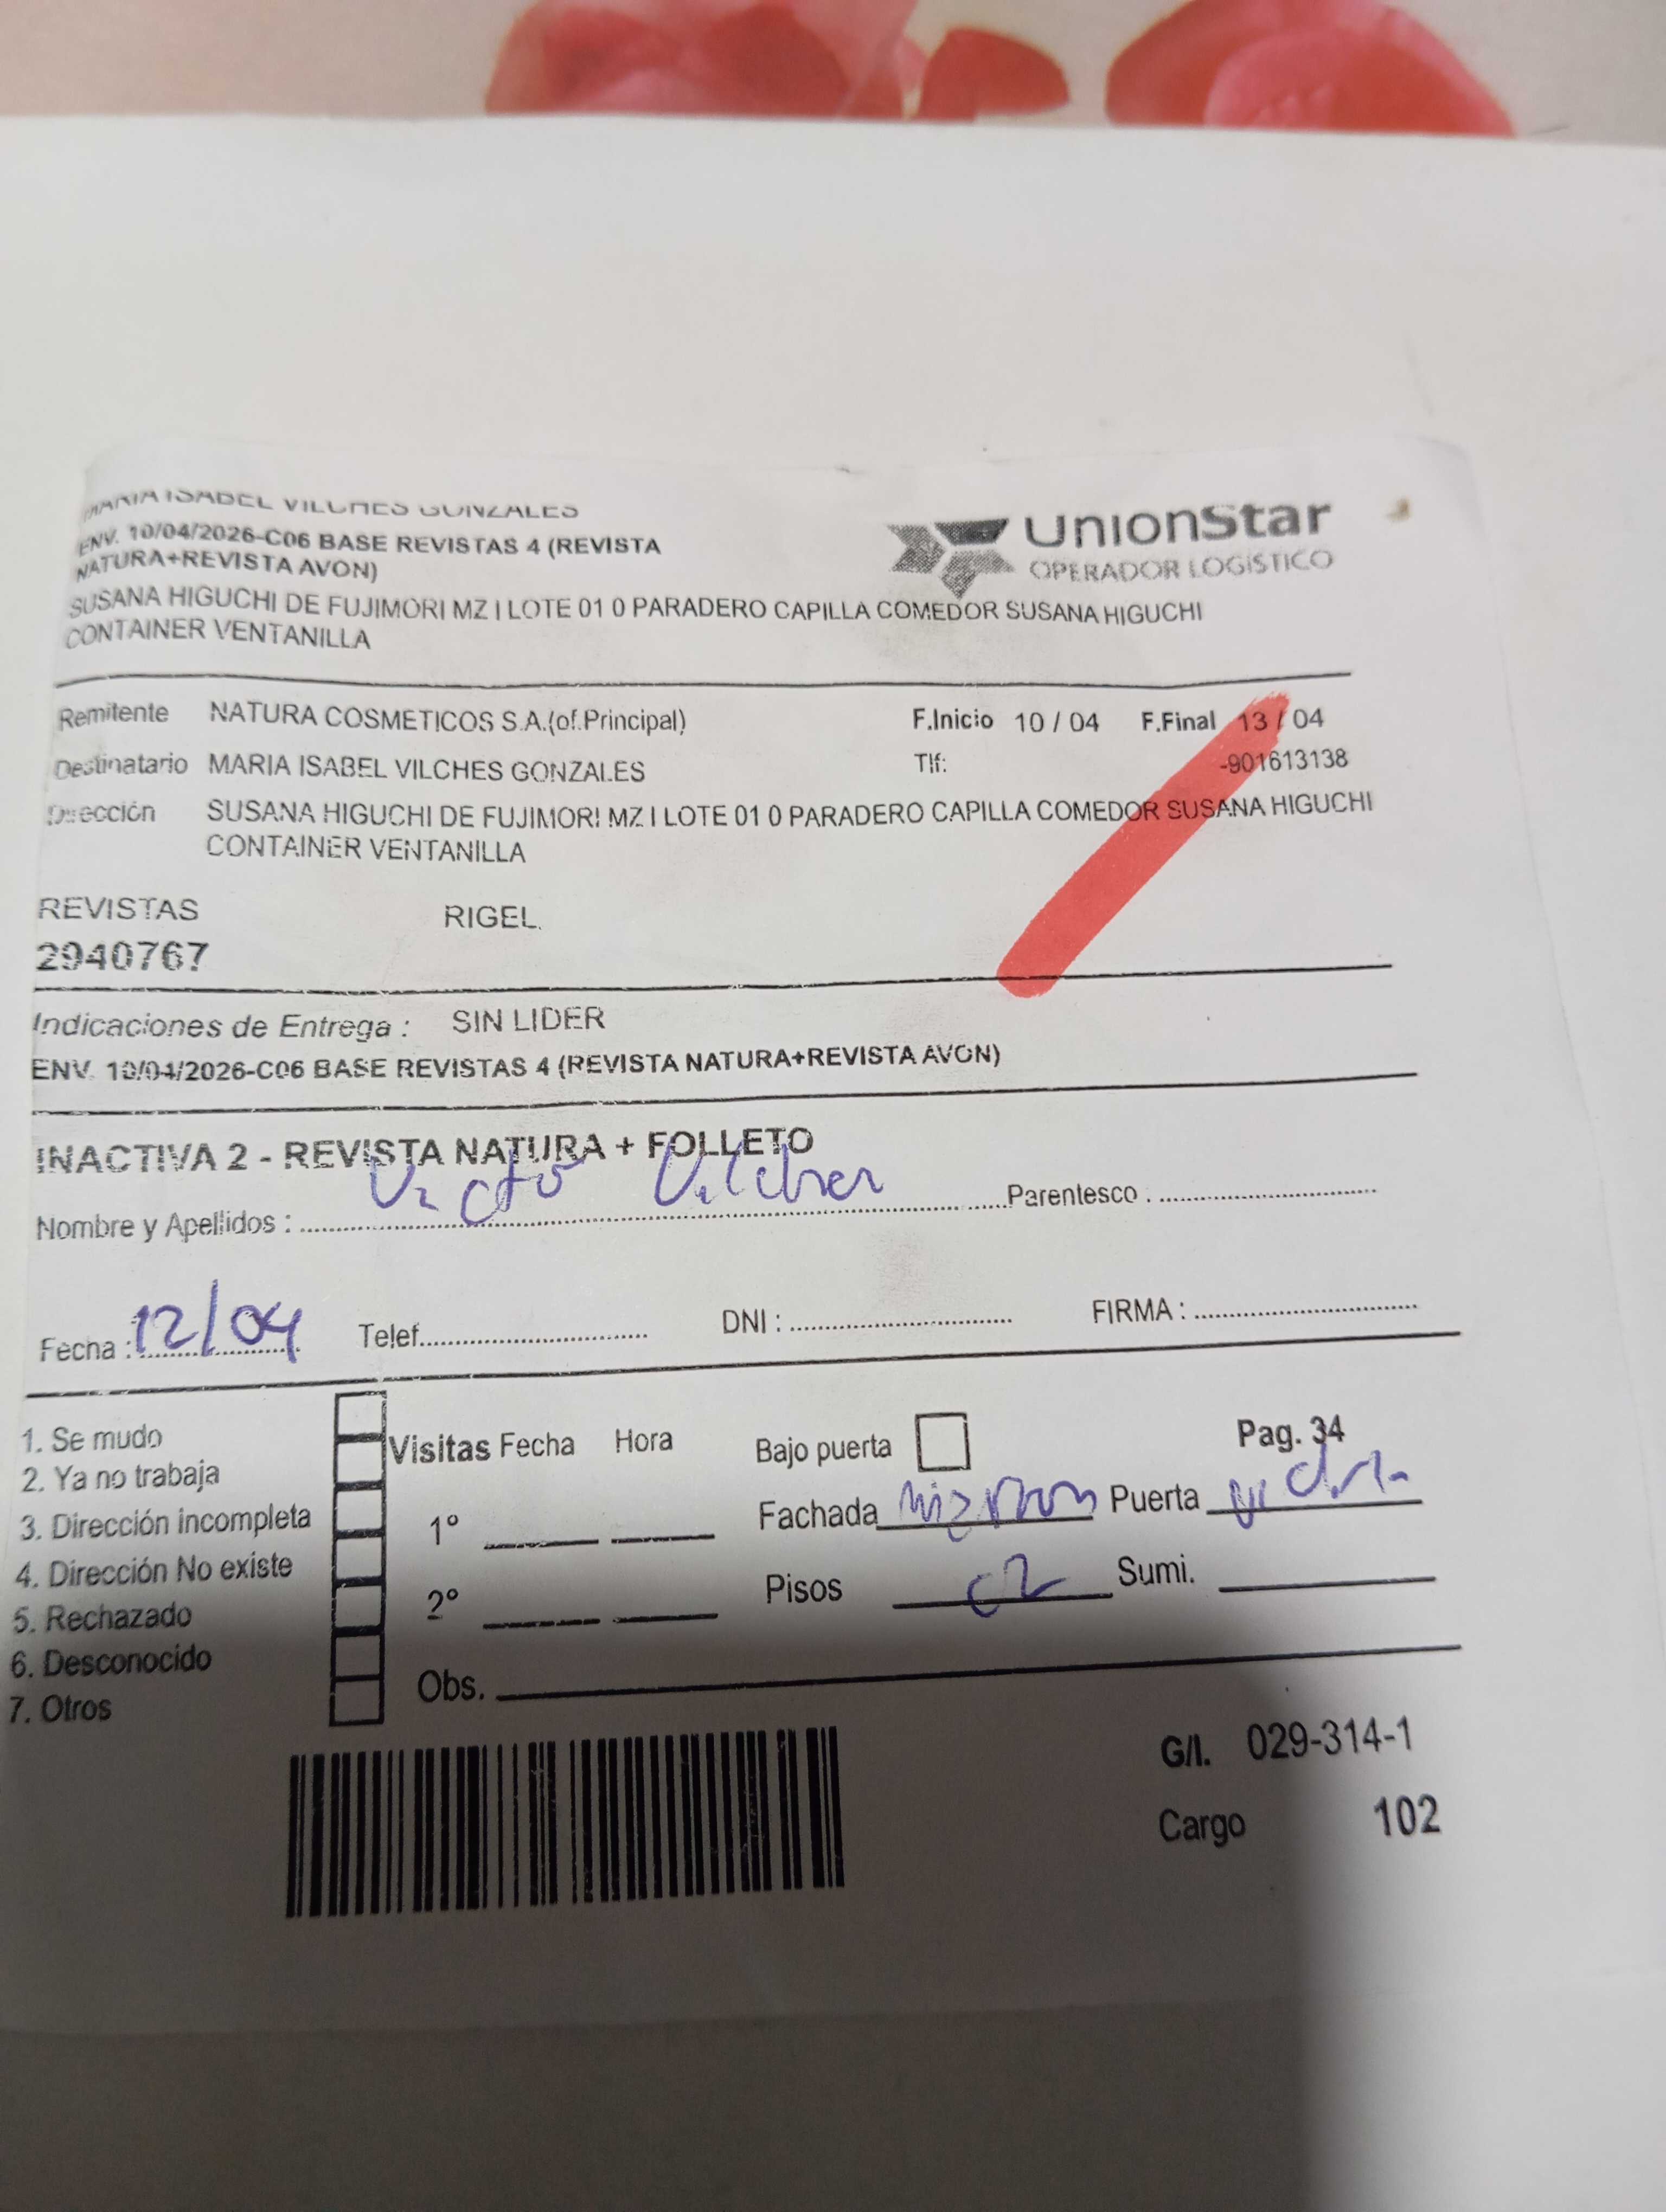 MARIA ISABEL VILCHES GONZALES
ENV. 10/04/2026-C06 BASE REVISTAS 4 (REVISTA
NATURA+REVISTA AVON)
UnionStar
OPERADOR LOGÍSTICO
SUSANA HIGUCHI DE FUJIMORI MZ I LOTE 01 0 PARADERO CAPILLA COMEDOR SUSANA HIGUCHI
CONTAINER VENTANILLA
Remitente NATURA COSMETICOS S.A.(of.Principal) F.Inicio 10 / 04 F.Final 13 / 04
Destinatario MARIA ISABEL VILCHES GONZALES Tlf: -901613138
Dirección SUSANA HIGUCHI DE FUJIMORI MZ I LOTE 01 0 PARADERO CAPILLA COMEDOR SUSANA HIGUCHI
CONTAINER VENTANILLA
REVISTAS RIGEL
2940767
Indicaciones de Entrega : SIN LIDER
ENV. 10/04/2026-C06 BASE REVISTAS 4 (REVISTA NATURA+REVISTA AVON)
INACTIVA 2 - REVISTA NATURA + FOLLETO
Nombre y Apellidos : Vilchez Parentesco :
Fecha : 12/04 Telef. DNI : FIRMA :
1. Se mudo
2. Ya no trabaja
3. Dirección incompleta
4. Dirección No existe
5. Rechazado
6. Desconocido
7. Otros
Visitas Fecha Hora
1°
2°
Obs.
Bajo puerta Pag. 34
Fachada Puerta
Pisos Sumi.
G/I. 029-314-1
Cargo 102